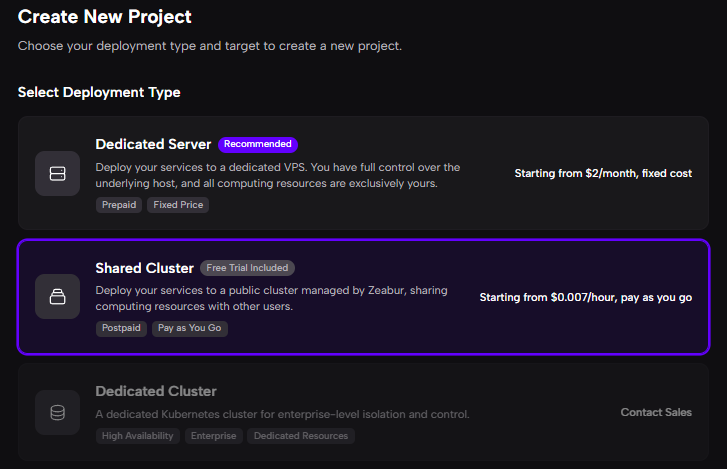 Create New Project
Choose your deployment type and target to create a new project.
Select Deployment Type
Dedicated Server Recommended
Deploy your services to a dedicated VPS. You have full control over the
underlying host, and all computing resources are exclusively yours.
Starting from $2/month, fixed cost
Prepaid Fixed Price
Shared Cluster Free Trial Included
Deploy your services to a public cluster managed by Zeabur, sharing
computing resources with other users.
Starting from $0.007/hour, pay as you go
Postpaid Pay as You Go
Dedicated Cluster
A dedicated Kubernetes cluster for enterprise-level isolation and control.
Contact Sales
High Availability Enterprise Dedicated Resources